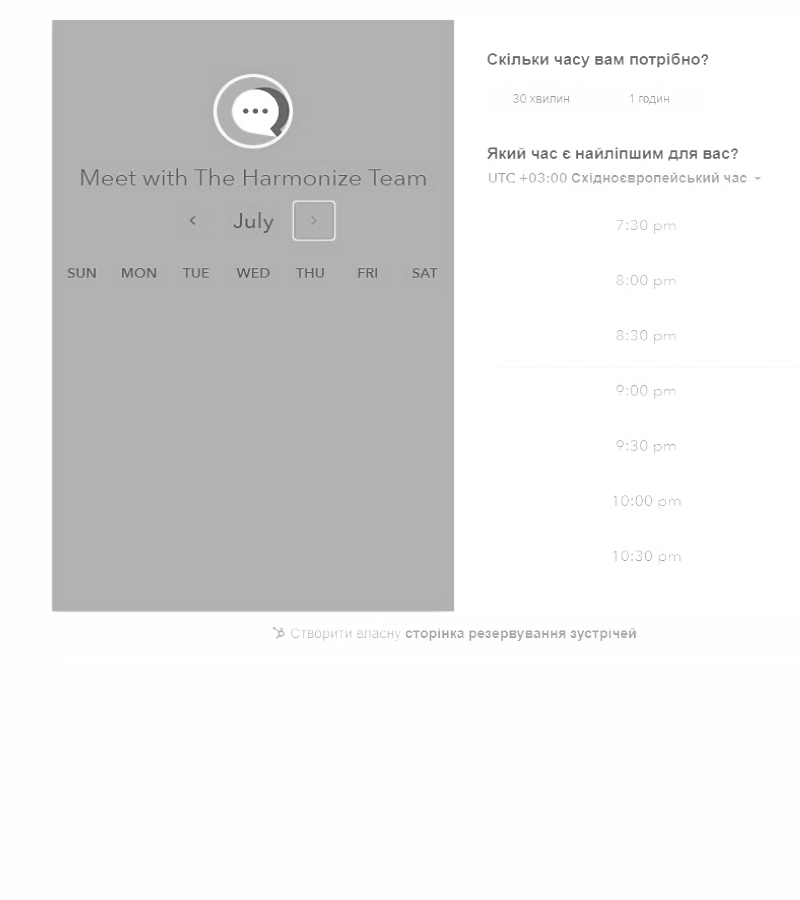 Meet with The Harmonize Team
July
SUN MON TUE WED THU FRI SAT
Скільки часу вам потрібно?
30 хвилин 1 годин
Який час є найліпшим для вас?
UTC +03:00 Східноєвропейський час
7:30 pm
8:00 pm
8:30 pm
9:00 pm
9:30 pm
10:00 pm
10:30 pm
Створити власну сторінка резервування зустрічей